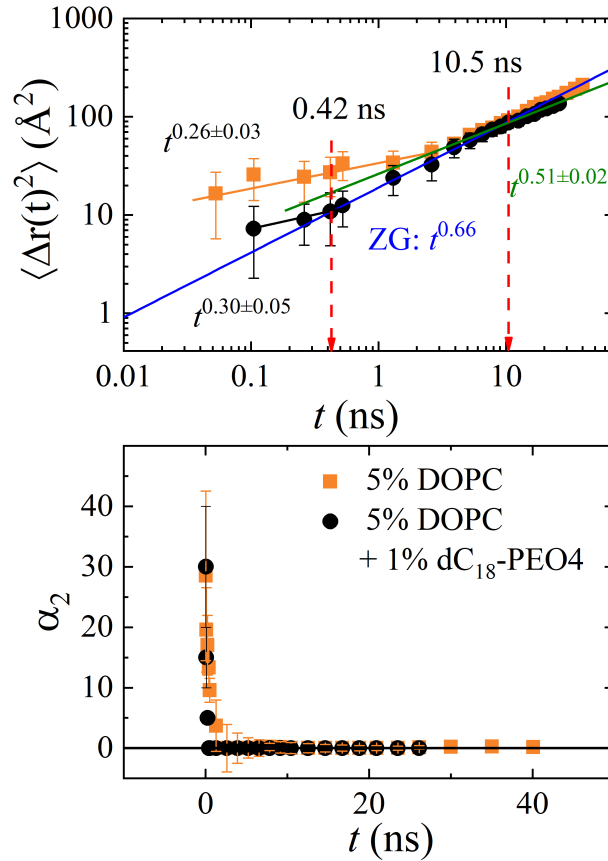 1000
100
10
1
⟨Δr(t)²⟩ (Å²)
10.5 ns
0.42 ns
t^0.26±0.03
t^0.51±0.02
ZG: t^0.66
t^0.30±0.05
0.01 0.1 1 10
t (ns)
40
30
20
10
0
α₂
5% DOPC
5% DOPC
+ 1% dC₁₈-PEO4
0 20 40
t (ns)